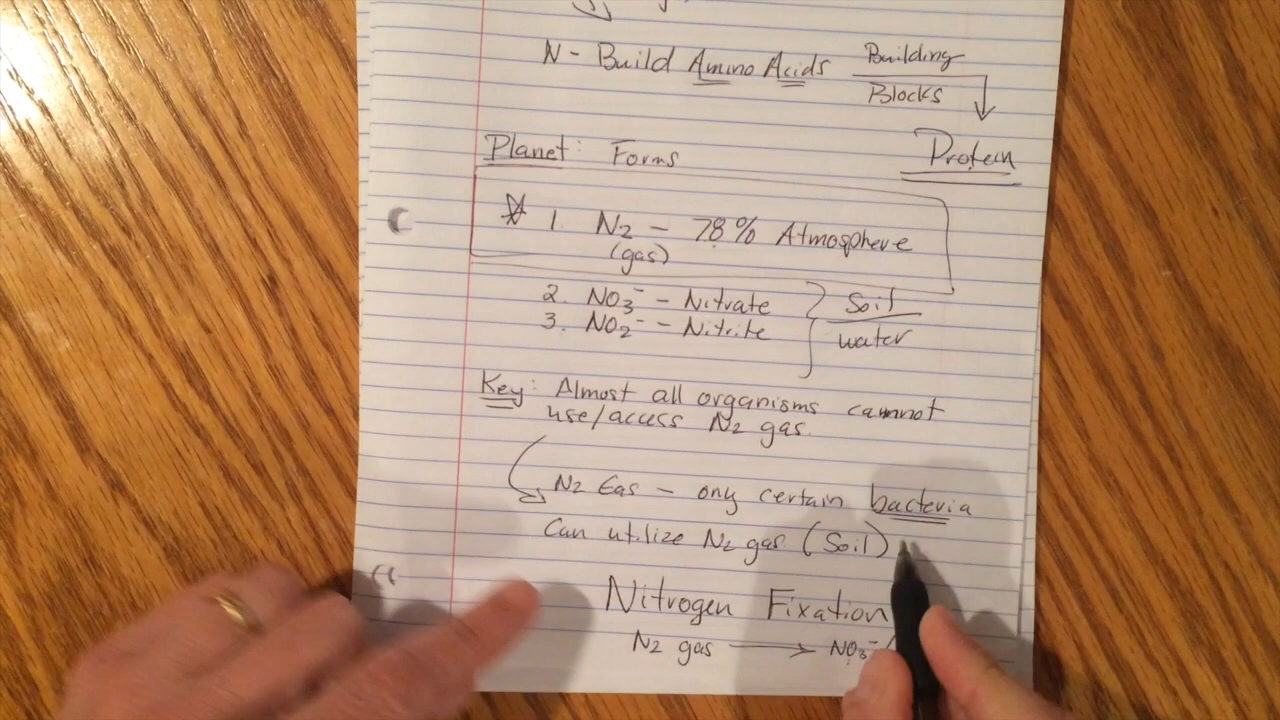 N - Build Amino Acids Building Blocks
Protein
Planet: Forms
1. N2 - 78% Atmosphere
(gas)
2. NO3- - Nitrate
3. NO2- - Nitrite
Soil
water
Key: Almost all organisms cannot
use/access N2 gas.
N2 Gas - ony certain bacteria
Can utilize N2 gas. (Soil)
Nitrogen Fixation
N2 gas → NO3-